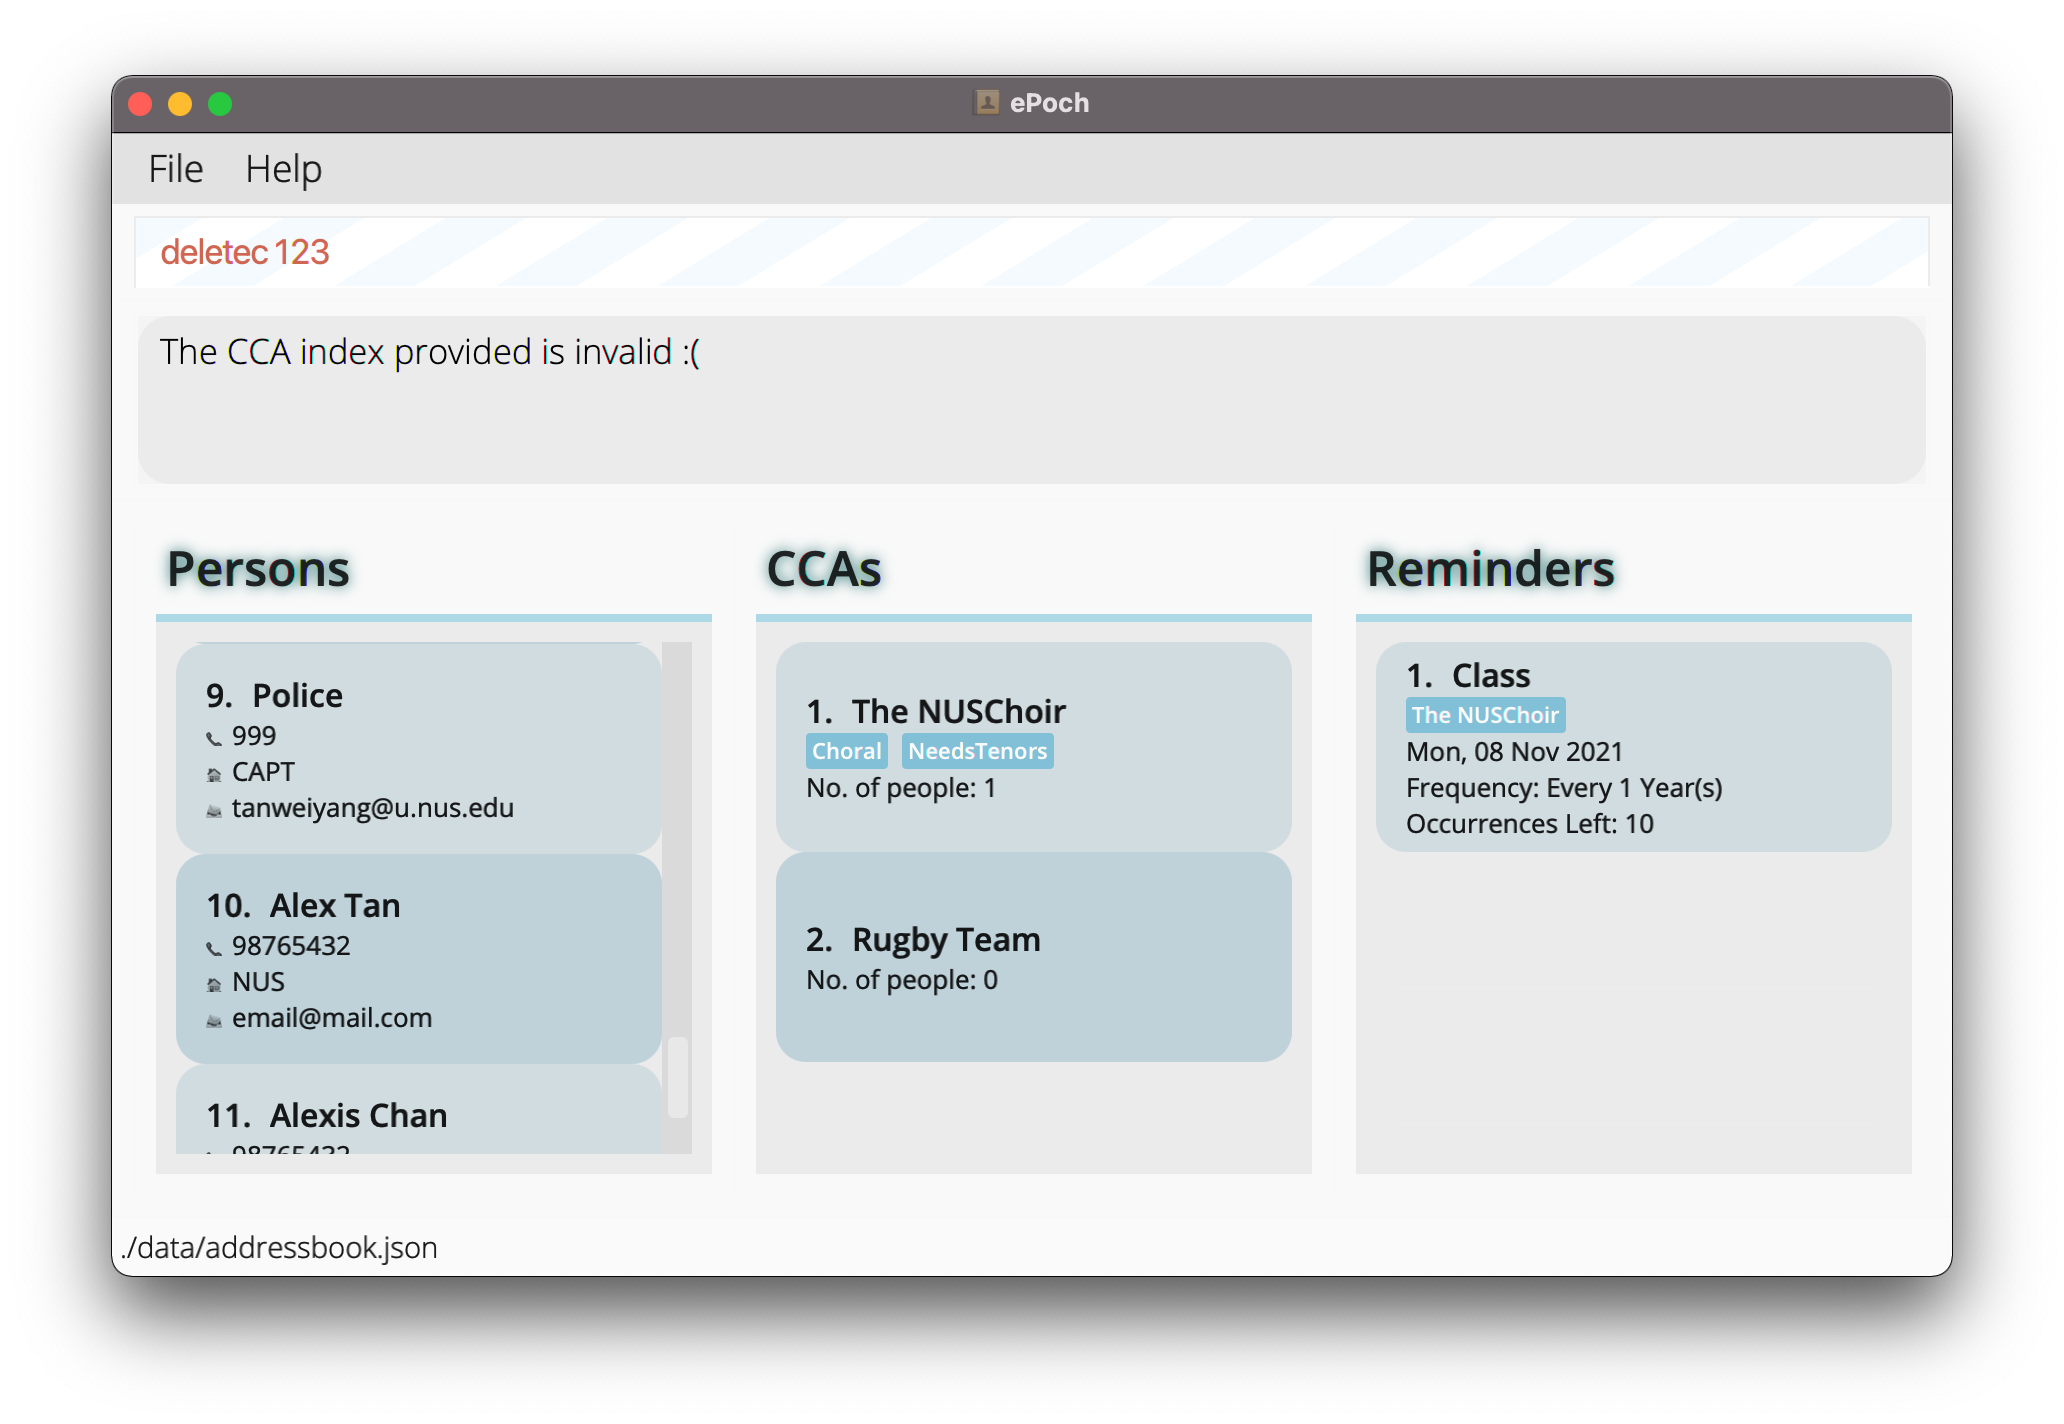 ePoch
File Help
deletec 123
The CCA index provided is invalid :(
Persons
9. Police
999
CAPT
tanweiyang@u.nus.edu
10. Alex Tan
98765432
NUS
email@mail.com
11. Alexis Chan
98765432
CCAs
1. The NUSChoir
Choral NeedsTenors
No. of people: 1
2. Rugby Team
No. of people: 0
Reminders
1. Class
The NUSChoir
Mon, 08 Nov 2021
Frequency: Every 1 Year(s)
Occurrences Left: 10
./data/addressbook.json